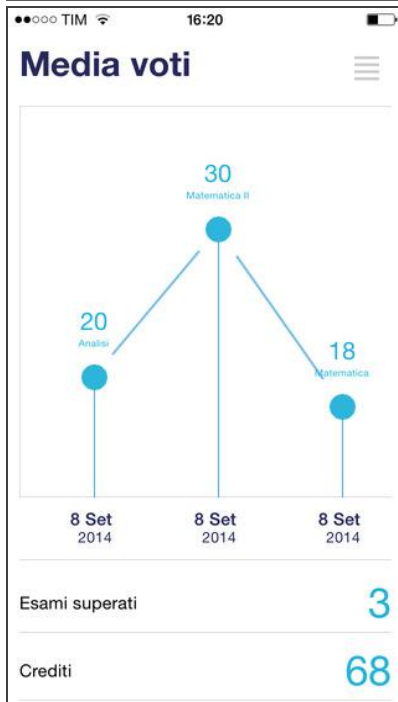 TIM 16:20
Media voti
30
Matematica II
20
Analisi
18
Matematica
8 Set 8 Set 8 Set
2014 2014 2014
Esami superati 3
Crediti 68